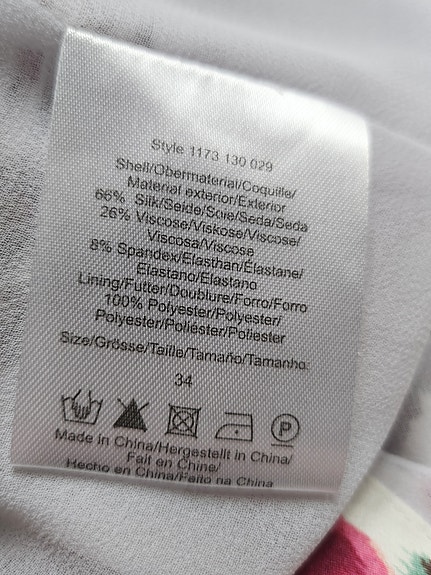 Style 1173 130 029
Shell/Obermaterial/Coquille/
Material exterior/Exterior
66% Silk/Seide/Soie/Seda/Seda
26% Viscose/Viskose/Viscose/
Viscosa/Viscose
8% Spandex/Elasthan/Elastane/
Elastano/Elastano
Lining/Futter/Doublure/Forro/Forro
100% Polyester/Polyester/
Polyester/Poliéster/Poliester
Size/Grösse/Taille/Tamaño/Tamanho
34
P
Made in China/Hergestellt in China/
Fait en Chine/
Hecho en China/Feito na China